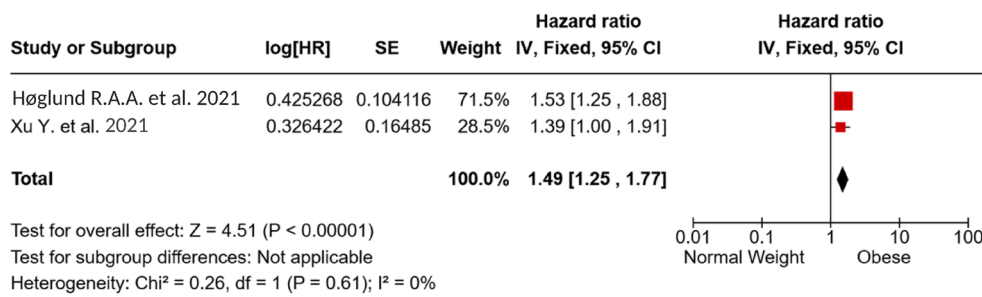 Hazard ratio Hazard ratio
Study or Subgroup log[HR] SE Weight IV, Fixed, 95% CI IV, Fixed, 95% CI
Høglund R.A.A. et al. 2021 0.425268 0.104116 71.5% 1.53 [1.25 , 1.88]
Xu Y. et al. 2021 0.326422 0.16485 28.5% 1.39 [1.00 , 1.91]
Total 100.0% 1.49 [1.25 , 1.77]
Test for overall effect: Z = 4.51 (P < 0.00001)
0.01 0.1 1 10 100
Test for subgroup differences: Not applicable
Normal Weight Obese
Heterogeneity: Chi² = 0.26, df = 1 (P = 0.61); I² = 0%